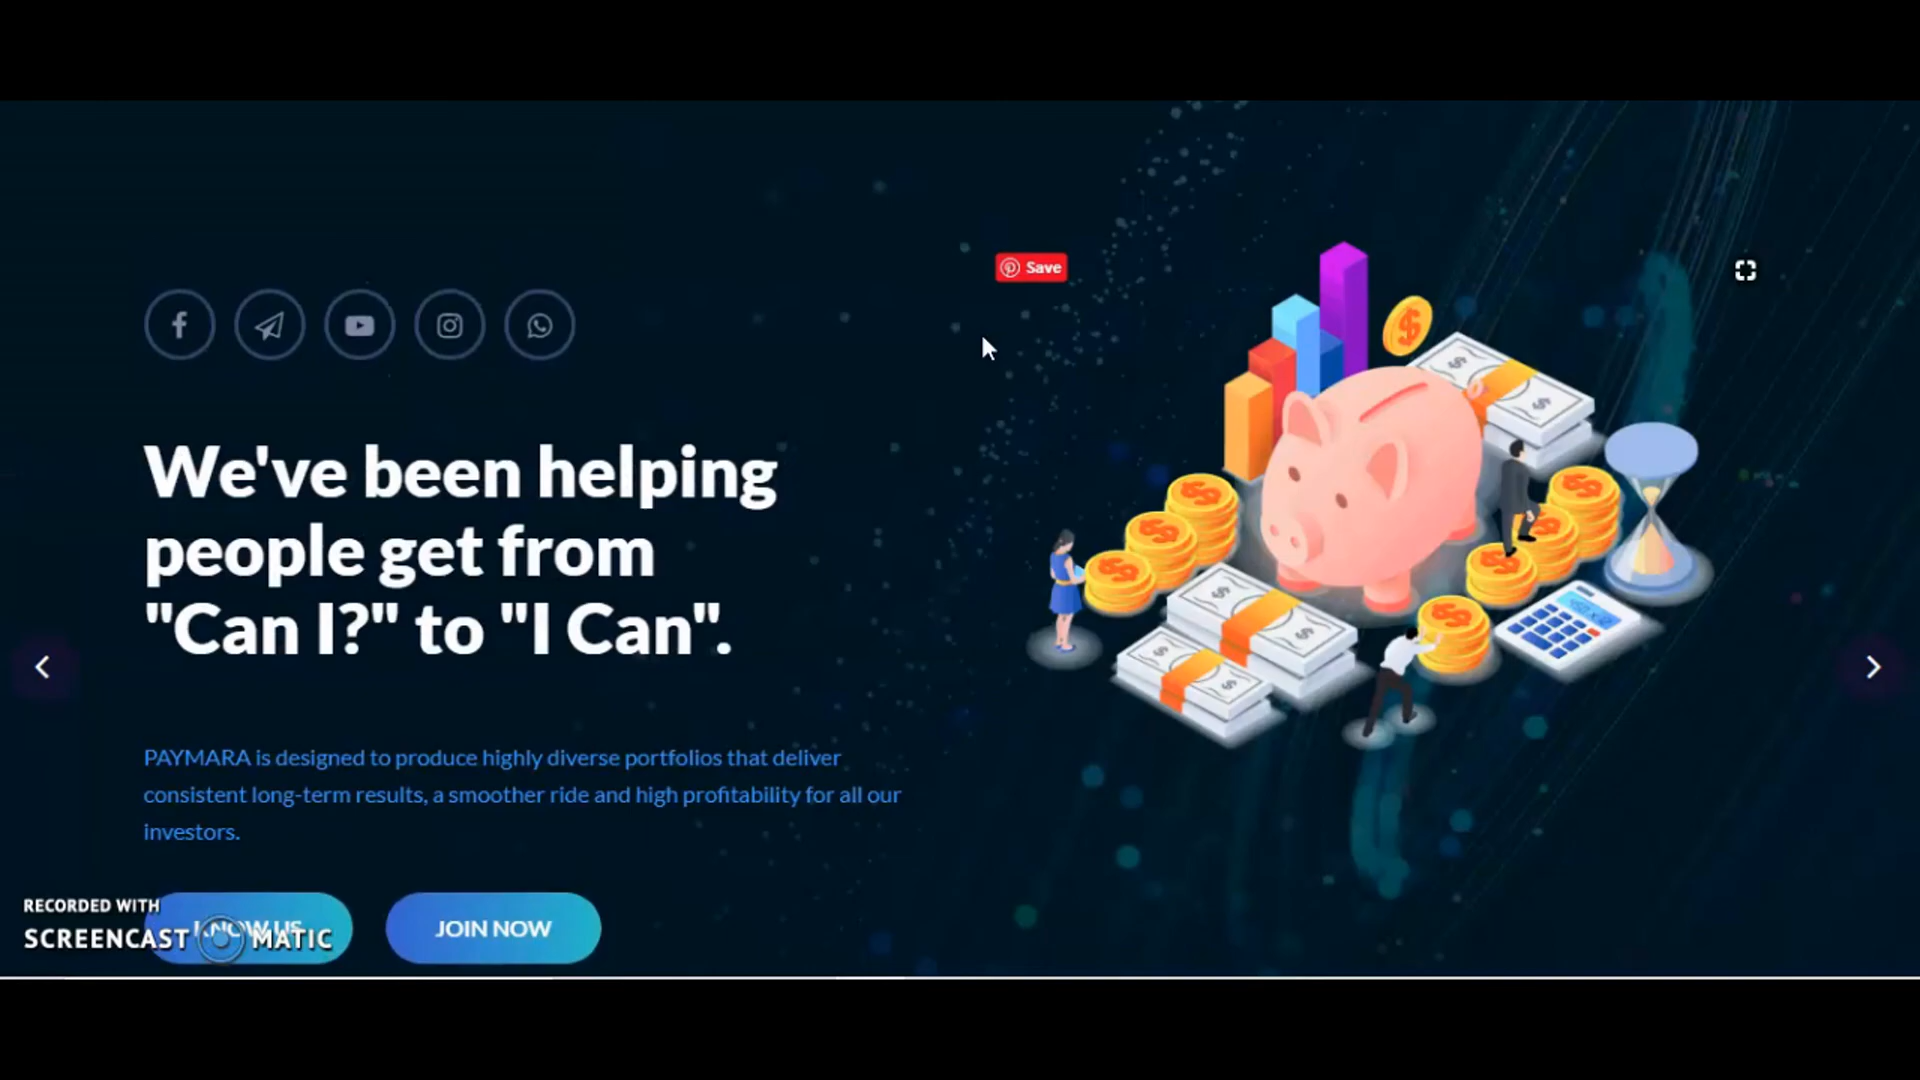 Save
We've been helping
people get from
"Can I?" to "I Can".
PAYMARA is designed to produce highly diverse portfolios that deliver
consistent long-term results, a smoother ride and high profitability for all our
investors.
KNOW US
JOIN NOW
RECORDED WITH
SCREENCAST MATIC